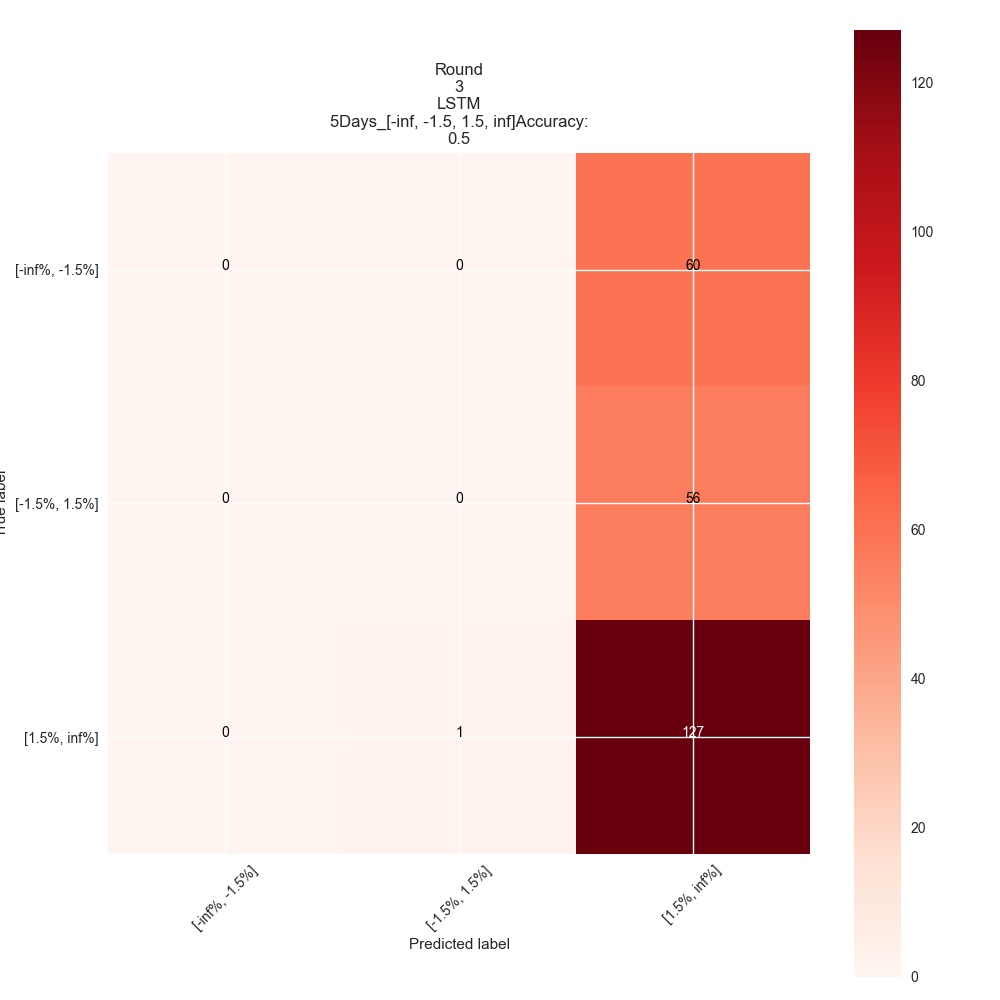 Round
3
LSTM
5Days_[-inf, -1.5, 1.5, inf]Accuracy:
0.5
120
100
80
60
40
20
0
[-inf%, -1.5%]
0
0
60
[-1.5%, 1.5%]
0
0
56
[1.5%, inf%]
0
1
127
True label
[-inf%, -1.5%]
[-1.5%, 1.5%]
[1.5%, inf%]
Predicted label